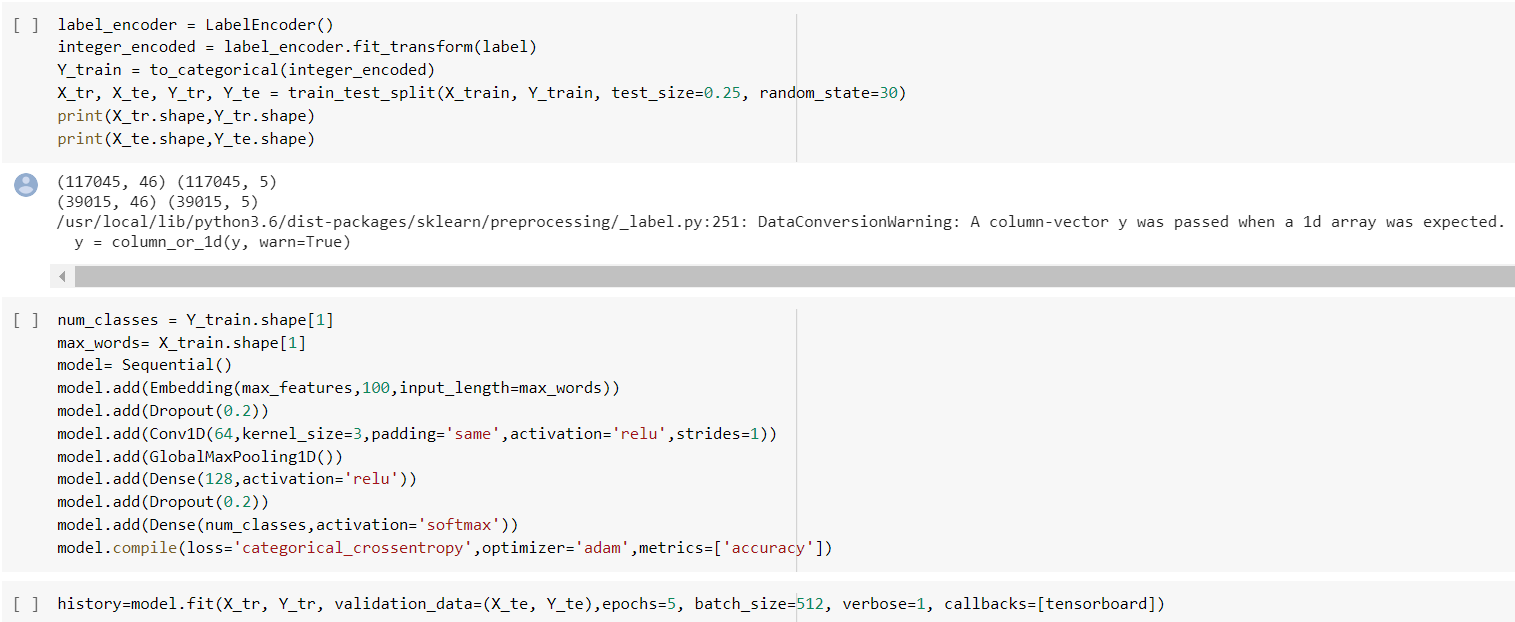 [ ] label_encoder = LabelEncoder()
integer_encoded = label_encoder.fit_transform(label)
Y_train = to_categorical(integer_encoded)
X_tr, X_te, Y_tr, Y_te = train_test_split(X_train, Y_train, test_size=0.25, random_state=30)
print(X_tr.shape,Y_tr.shape)
print(X_te.shape,Y_te.shape)
(117045, 46) (117045, 5)
(39015, 46) (39015, 5)
/usr/local/lib/python3.6/dist-packages/sklearn/preprocessing/_label.py:251: DataConversionWarning: A column-vector y was passed when a 1d array was expected.
y = column_or_1d(y, warn=True)
[ ] num_classes = Y_train.shape[1]
max_words= X_train.shape[1]
model= Sequential()
model.add(Embedding(max_features,100,input_length=max_words))
model.add(Dropout(0.2))
model.add(Conv1D(64,kernel_size=3,padding='same',activation='relu',strides=1))
model.add(GlobalMaxPooling1D())
model.add(Dense(128,activation='relu'))
model.add(Dropout(0.2))
model.add(Dense(num_classes,activation='softmax'))
model.compile(loss='categorical_crossentropy',optimizer='adam',metrics=['accuracy'])
[ ] history=model.fit(X_tr, Y_tr, validation_data=(X_te, Y_te),epochs=5, batch_size=512, verbose=1, callbacks=[tensorboard])